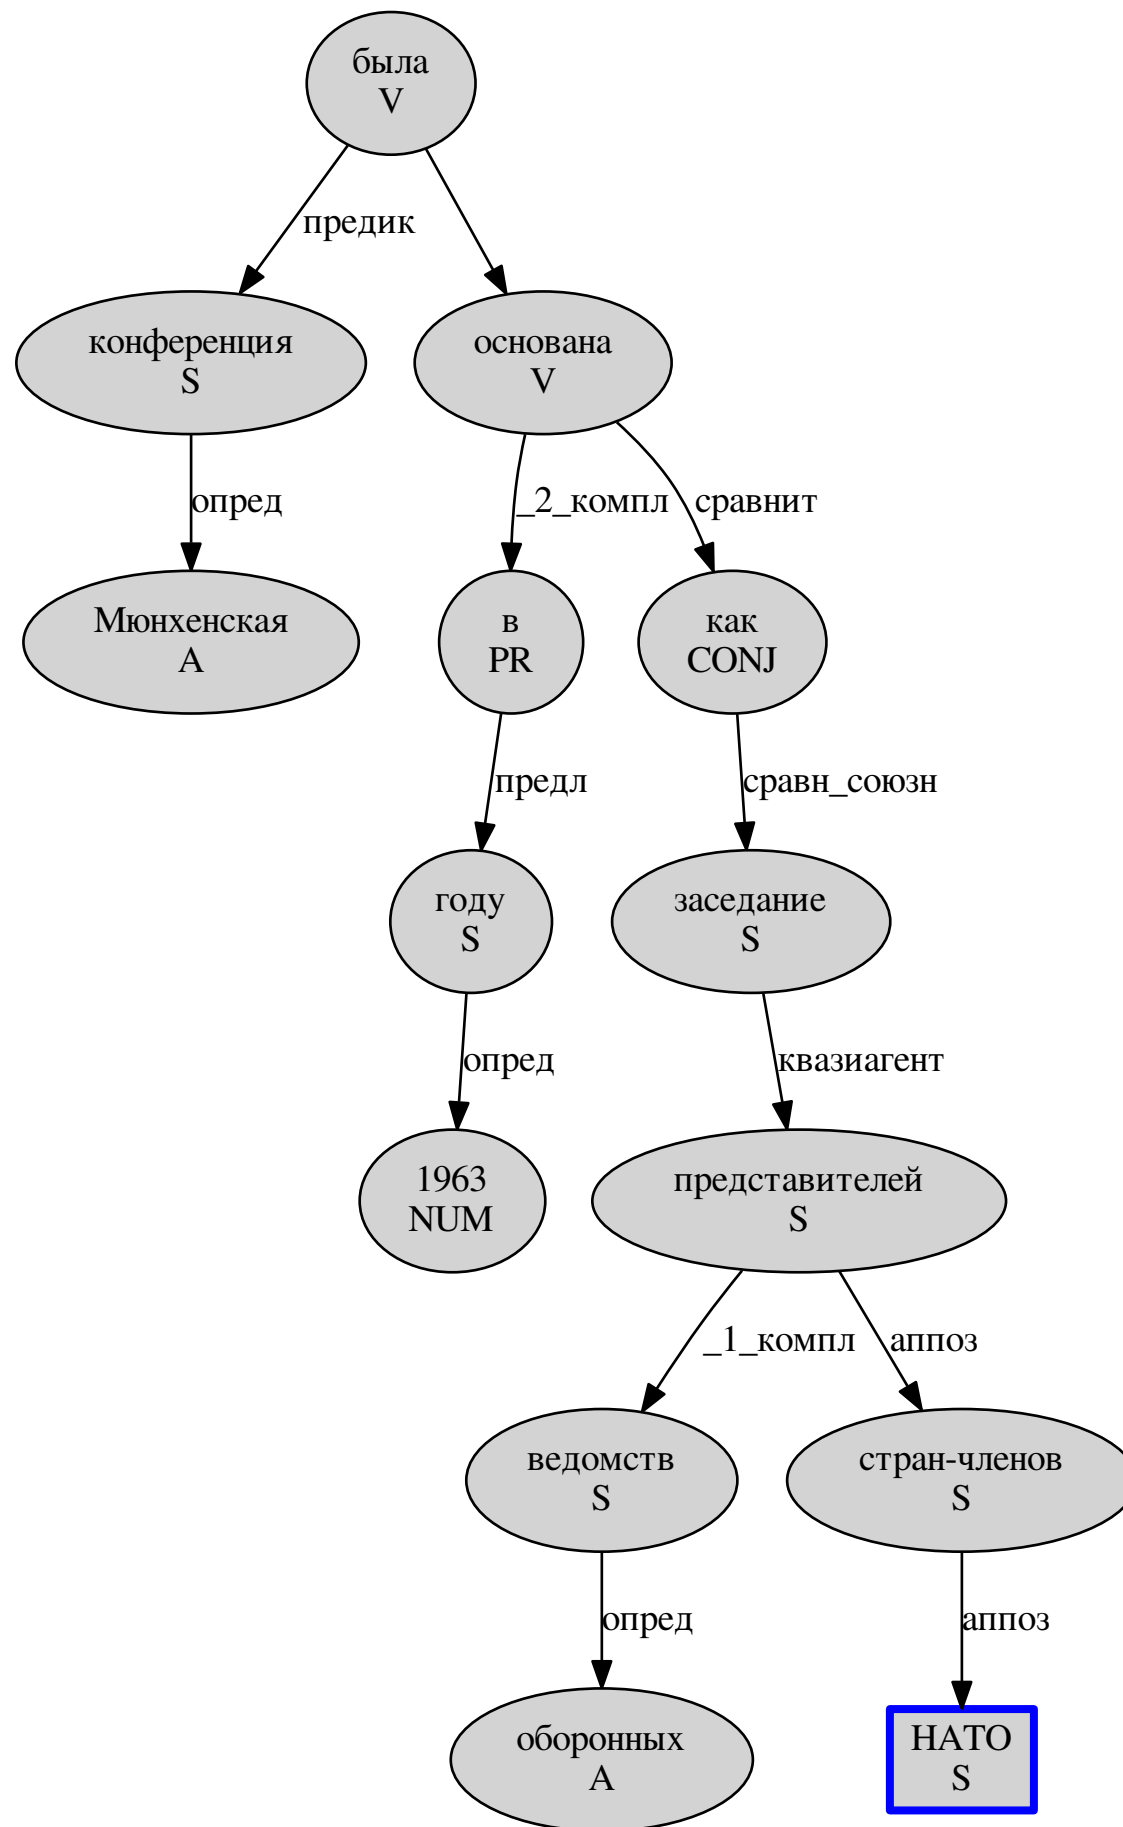 была
V
предик
конференция
S
основана
V
опред
_2_компл
сравнит
Мюнхенская
A
в
PR
как
CONJ
предл
сравн_союзн
году
S
заседание
S
опред
квазиагент
1963
NUM
представителей
S
_1_компл
аппоз
ведомств
S
стран-членов
S
опред
аппоз
оборонных
A
НАТО
S